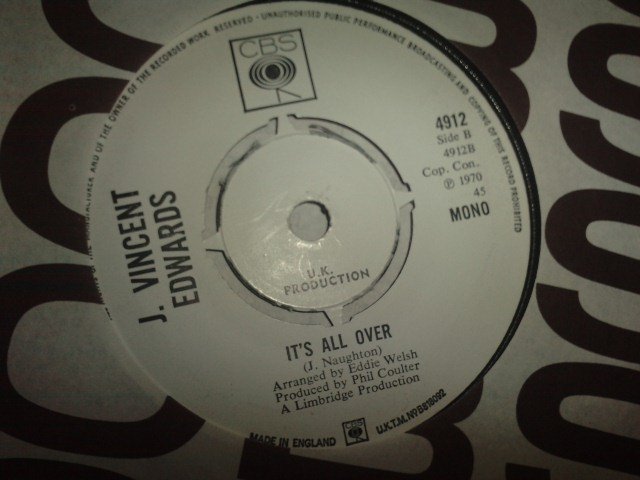 MANUFACTURER AND OF THE OWNER OF THE RECORDED WORK RESERVED - UNAUTHORISED PUBLIC PERFORMANCE BROADCASTING AND COPYING OF THIS RECORD PROHIBITED
CBS
4912
Side B
4912B
Cop. Con.
℗ 1970
45
MONO
J. VINCENT
EDWARDS
U.K.
PRODUCTION
IT'S ALL OVER
(J. Naughton)
Arranged by Eddie Welsh
Produced by Phil Coulter
A Limbridge Production
MADE IN ENGLAND
CBS
U.K.T.M. No B818092